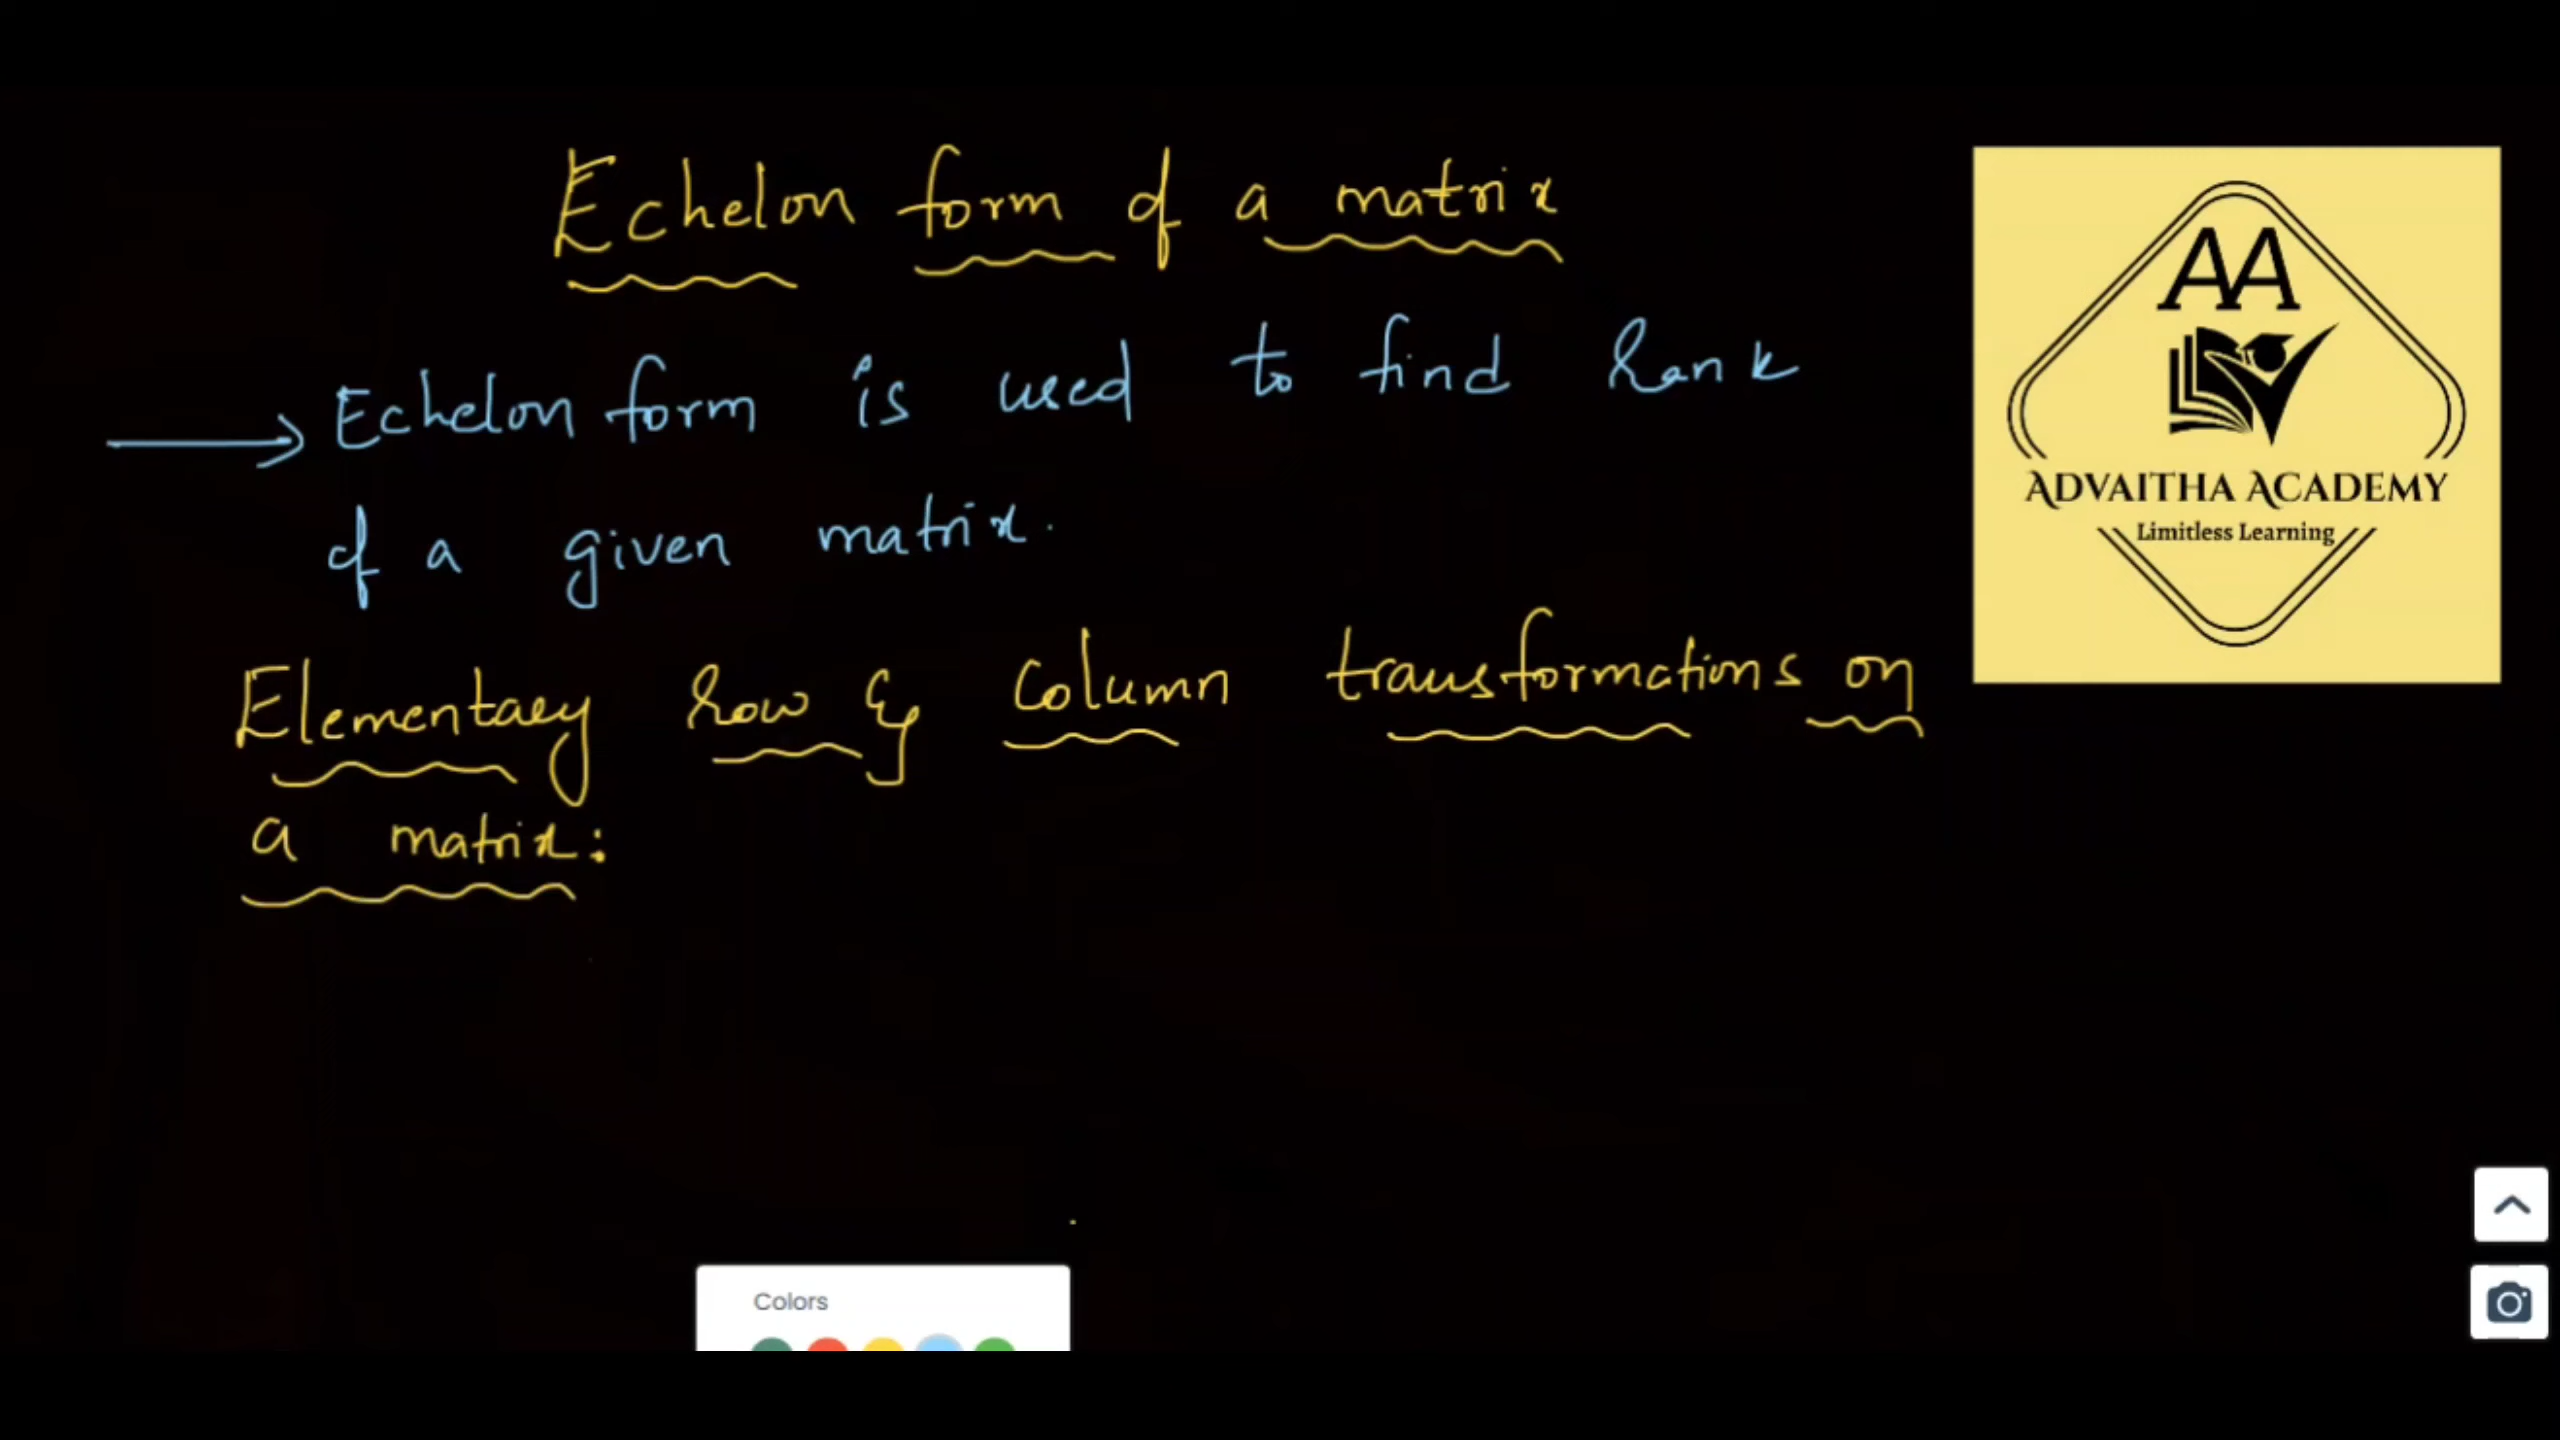 Echelon form of a matrix
Echelon form is used to find Rank
of a given matrix.
Elementary Row & Column transformations on
a matrix:
AA
ADVAITHA ACADEMY
Limitless Learning
Colors